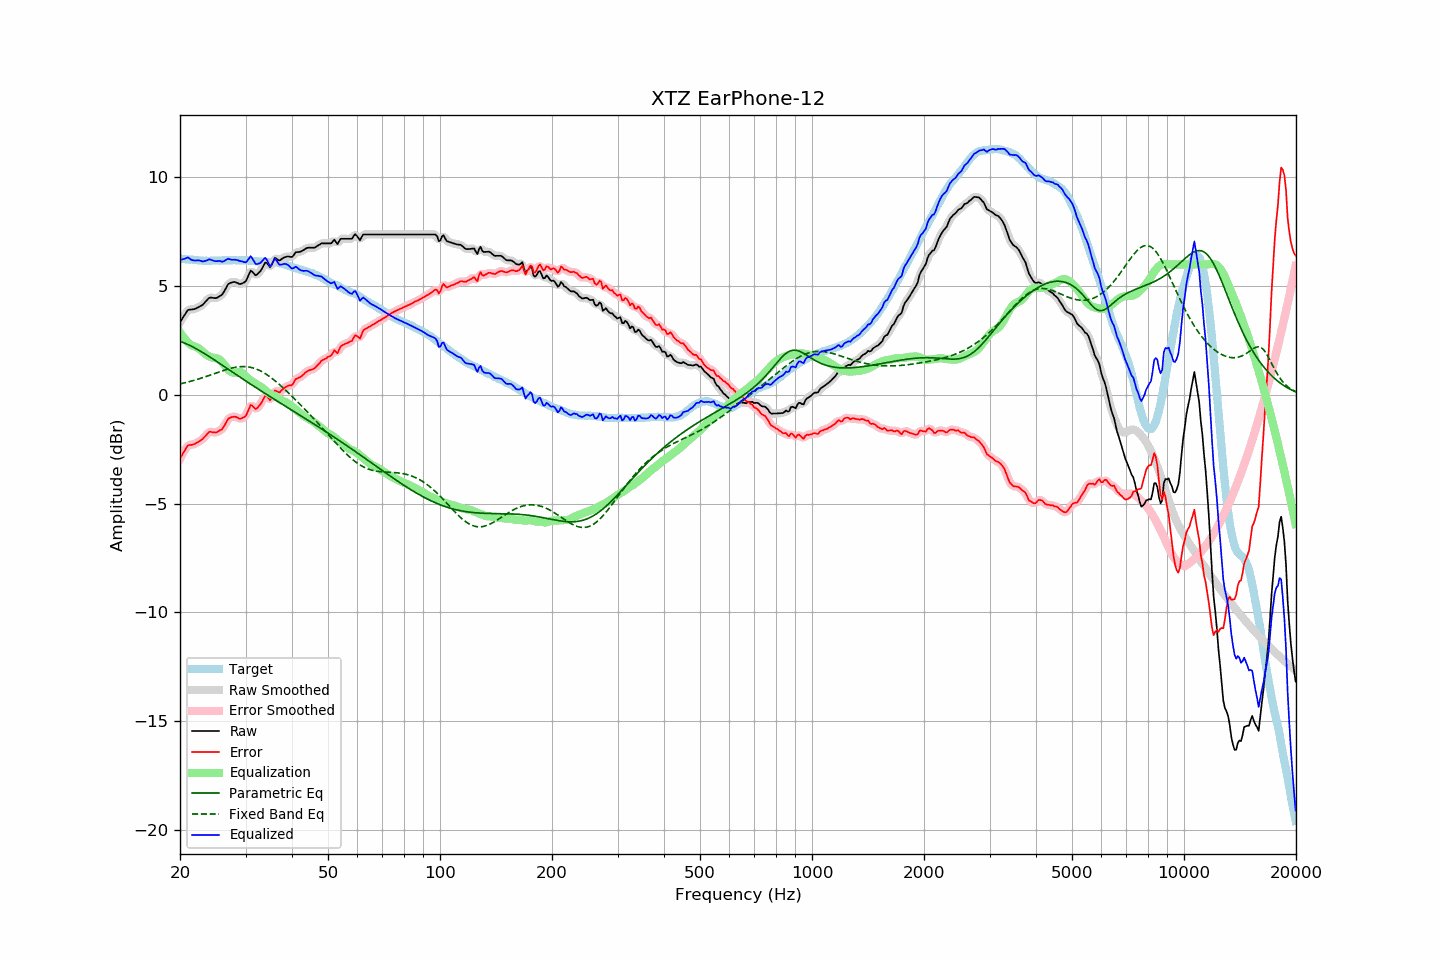 XTZ EarPhone-12
Amplitude (dBr)
10
5
0
−5
−10
−15
−20
Target
Raw Smoothed
Error Smoothed
Raw
Error
Equalization
Parametric Eq
Fixed Band Eq
Equalized
20 50 100 200 500 1000 2000 5000 10000 20000
Frequency (Hz)